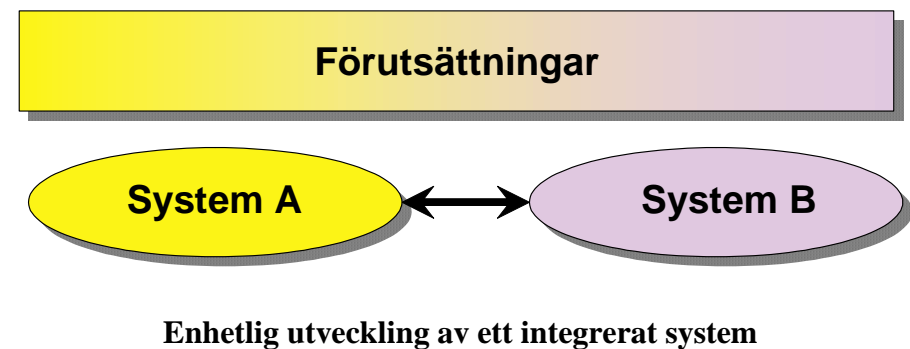 Förutsättningar
System A
System B
Enhetlig utveckling av ett integrerat system